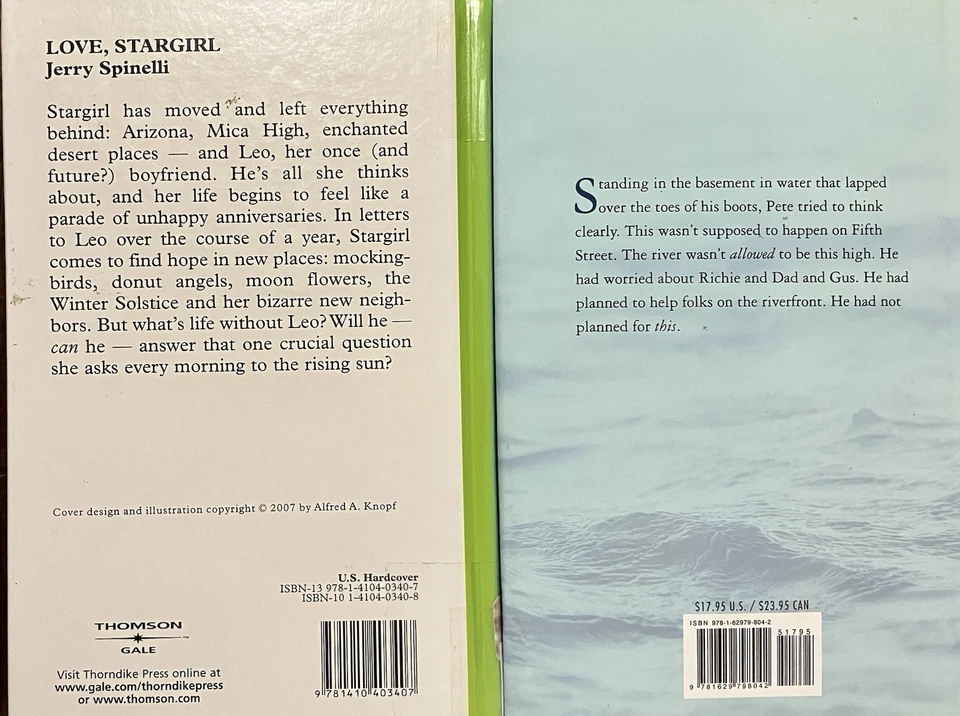 LOVE, STARGIRL
Jerry Spinelli
Stargirl has moved and left everything
behind: Arizona, Mica High, enchanted
desert places — and Leo, her once (and
future?) boyfriend. He's all she thinks
about, and her life begins to feel like a
parade of unhappy anniversaries. In letters
to Leo over the course of a year, Stargirl
comes to find hope in new places: mocking-
birds, donut angels, moon flowers, the
Winter Solstice and her bizarre new neigh-
bors. But what's life without Leo? Will he —
can he — answer that one crucial question
she asks every morning to the rising sun?
Cover design and illustration copyright © 2007 by Alfred A. Knopf
U.S. Hardcover
ISBN-13 978-1-4104-0340-7
ISBN-10 1-4104-0340-8
THOMSON
GALE
Visit Thorndike Press online at
www.gale.com/thorndikepress
or www.thomson.com
9 781410 403407
Standing in the basement in water that lapped
over the toes of his boots, Pete tried to think
clearly. This wasn't supposed to happen on Fifth
Street. The river wasn't allowed to be this high. He
had worried about Richie and Dad and Gus. He had
planned to help folks on the riverfront. He had not
planned for this.
$17.95 U.S. / $23.95 CAN
ISBN 978-1-62979-804-2
51795
9 781629 798042